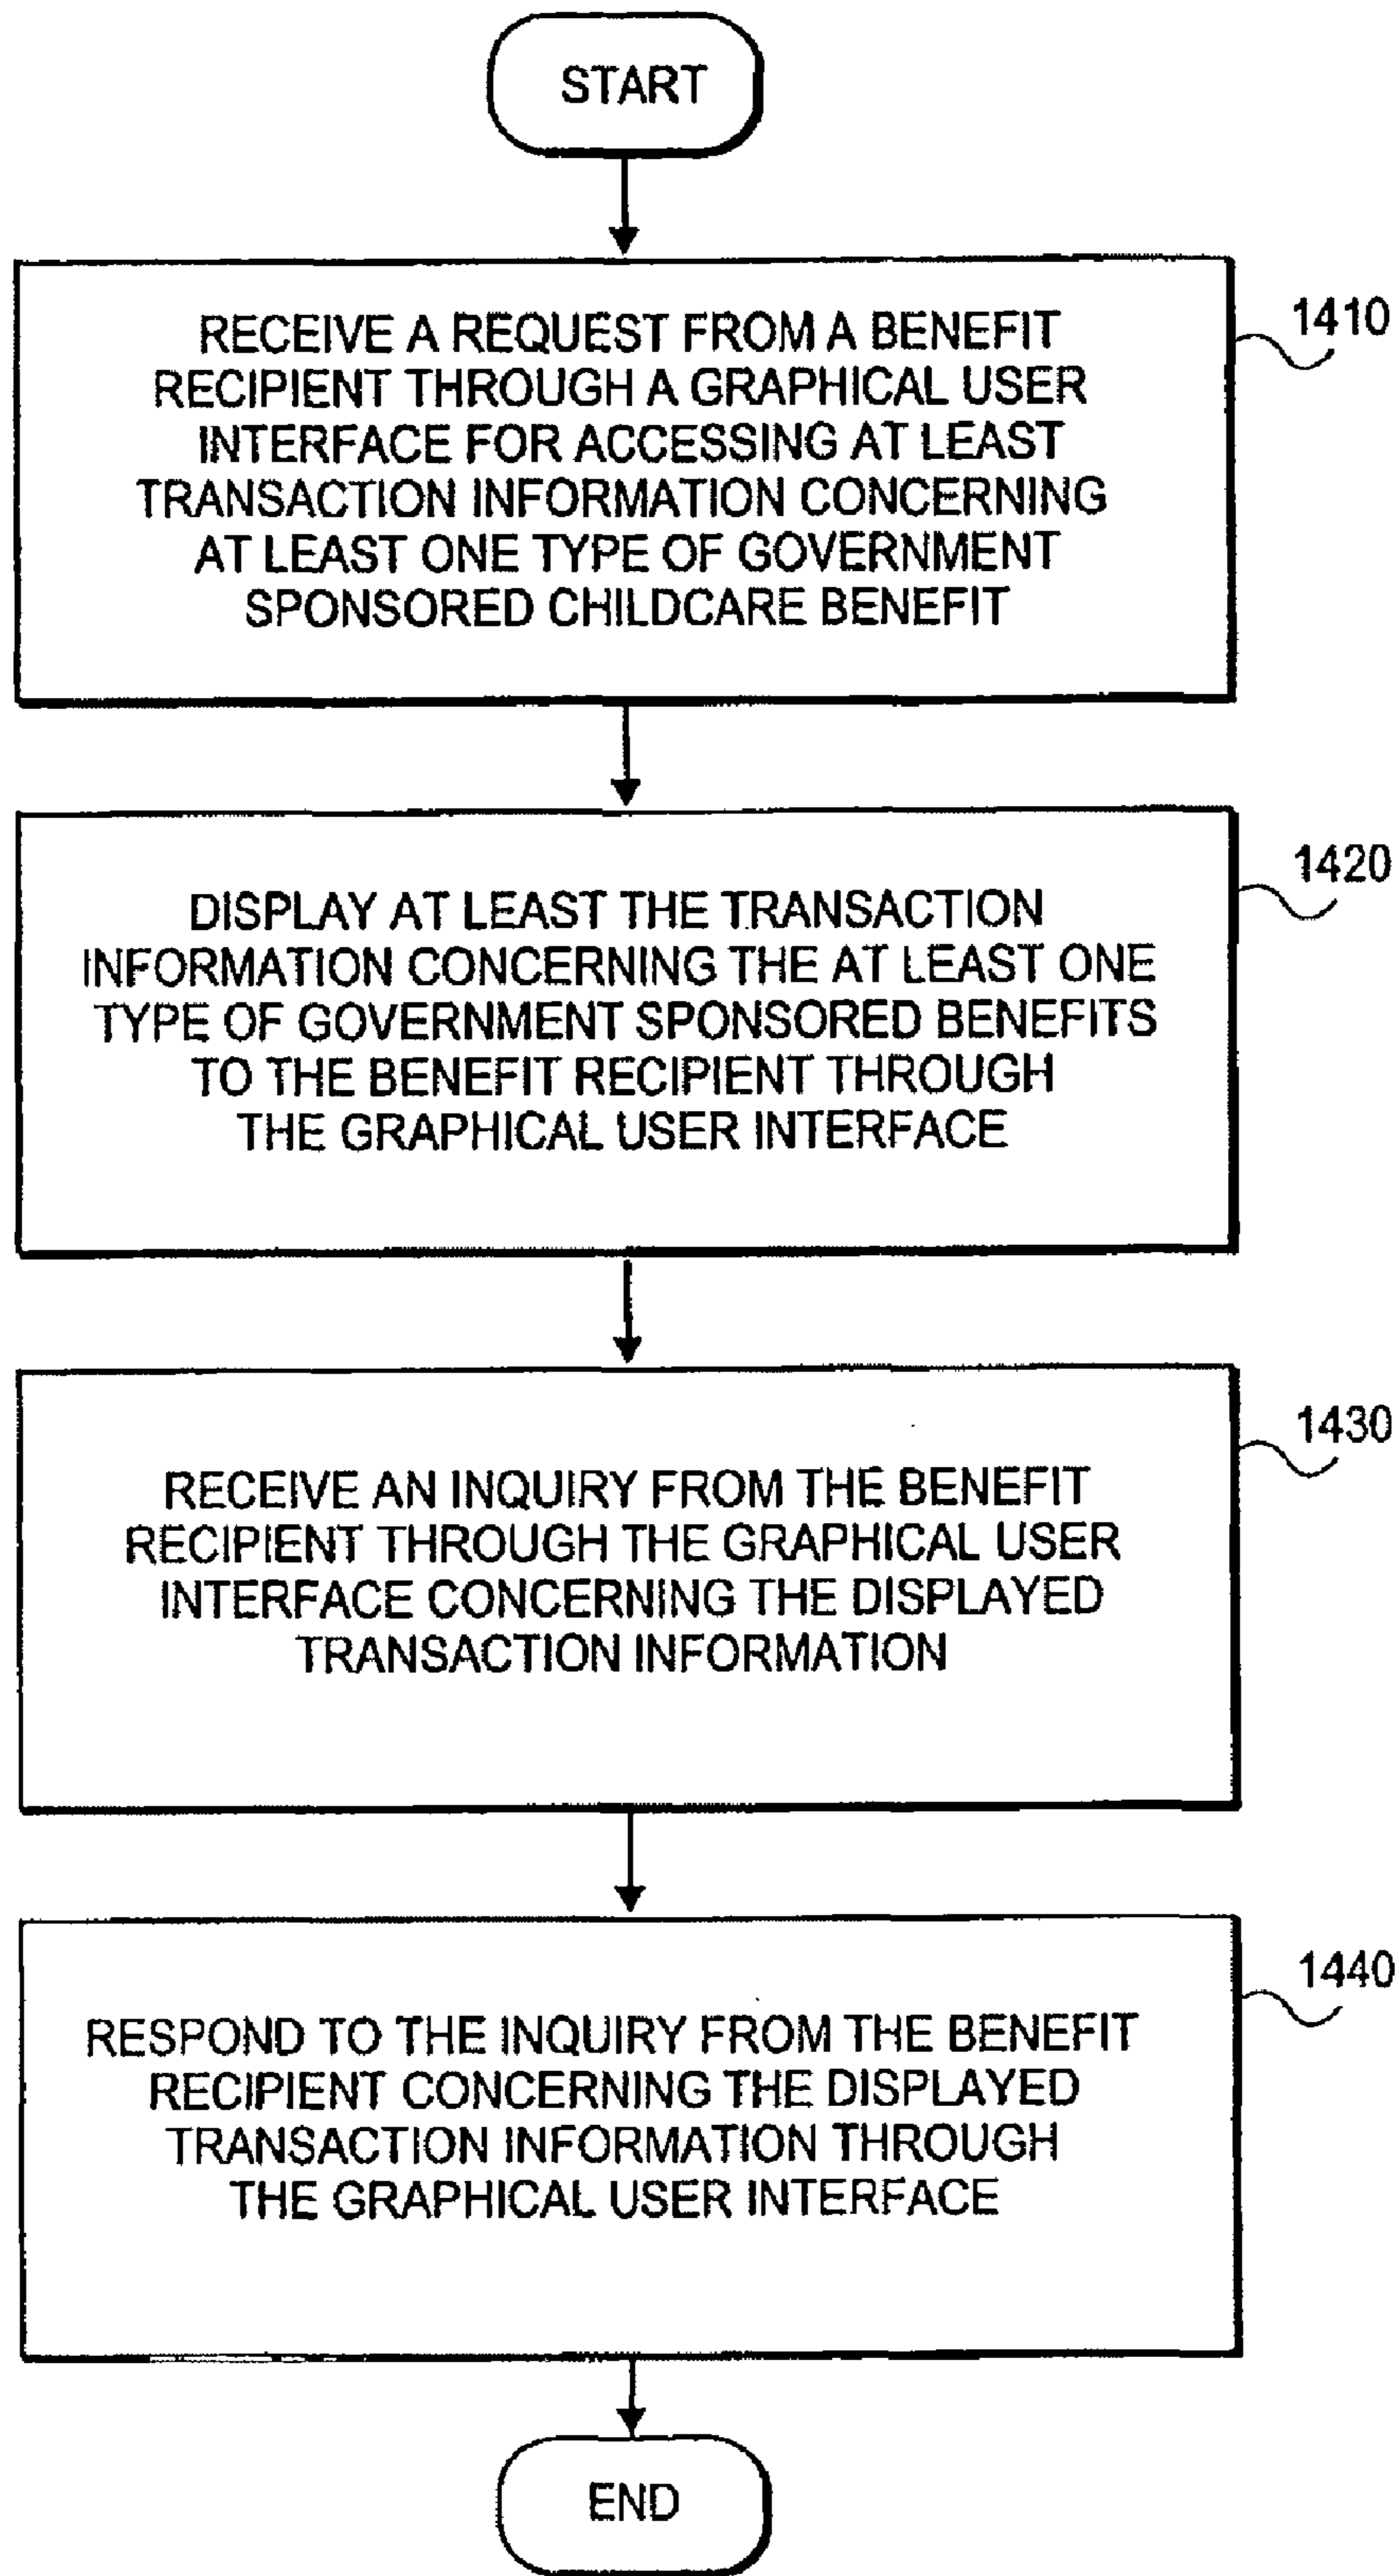 START
RECEIVE A REQUEST FROM A BENEFIT
RECIPIENT THROUGH A GRAPHICAL USER
INTERFACE FOR ACCESSING AT LEAST
TRANSACTION INFORMATION CONCERNING
AT LEAST ONE TYPE OF GOVERNMENT
SPONSORED CHILDCARE BENEFIT
1410
DISPLAY AT LEAST THE TRANSACTION
INFORMATION CONCERNING THE AT LEAST ONE
TYPE OF GOVERNMENT SPONSORED BENEFITS
TO THE BENEFIT RECIPIENT THROUGH
THE GRAPHICAL USER INTERFACE
1420
RECEIVE AN INQUIRY FROM THE BENEFIT
RECIPIENT THROUGH THE GRAPHICAL USER
INTERFACE CONCERNING THE DISPLAYED
TRANSACTION INFORMATION
1430
RESPOND TO THE INQUIRY FROM THE BENEFIT
RECIPIENT CONCERNING THE DISPLAYED
TRANSACTION INFORMATION THROUGH
THE GRAPHICAL USER INTERFACE
1440
END